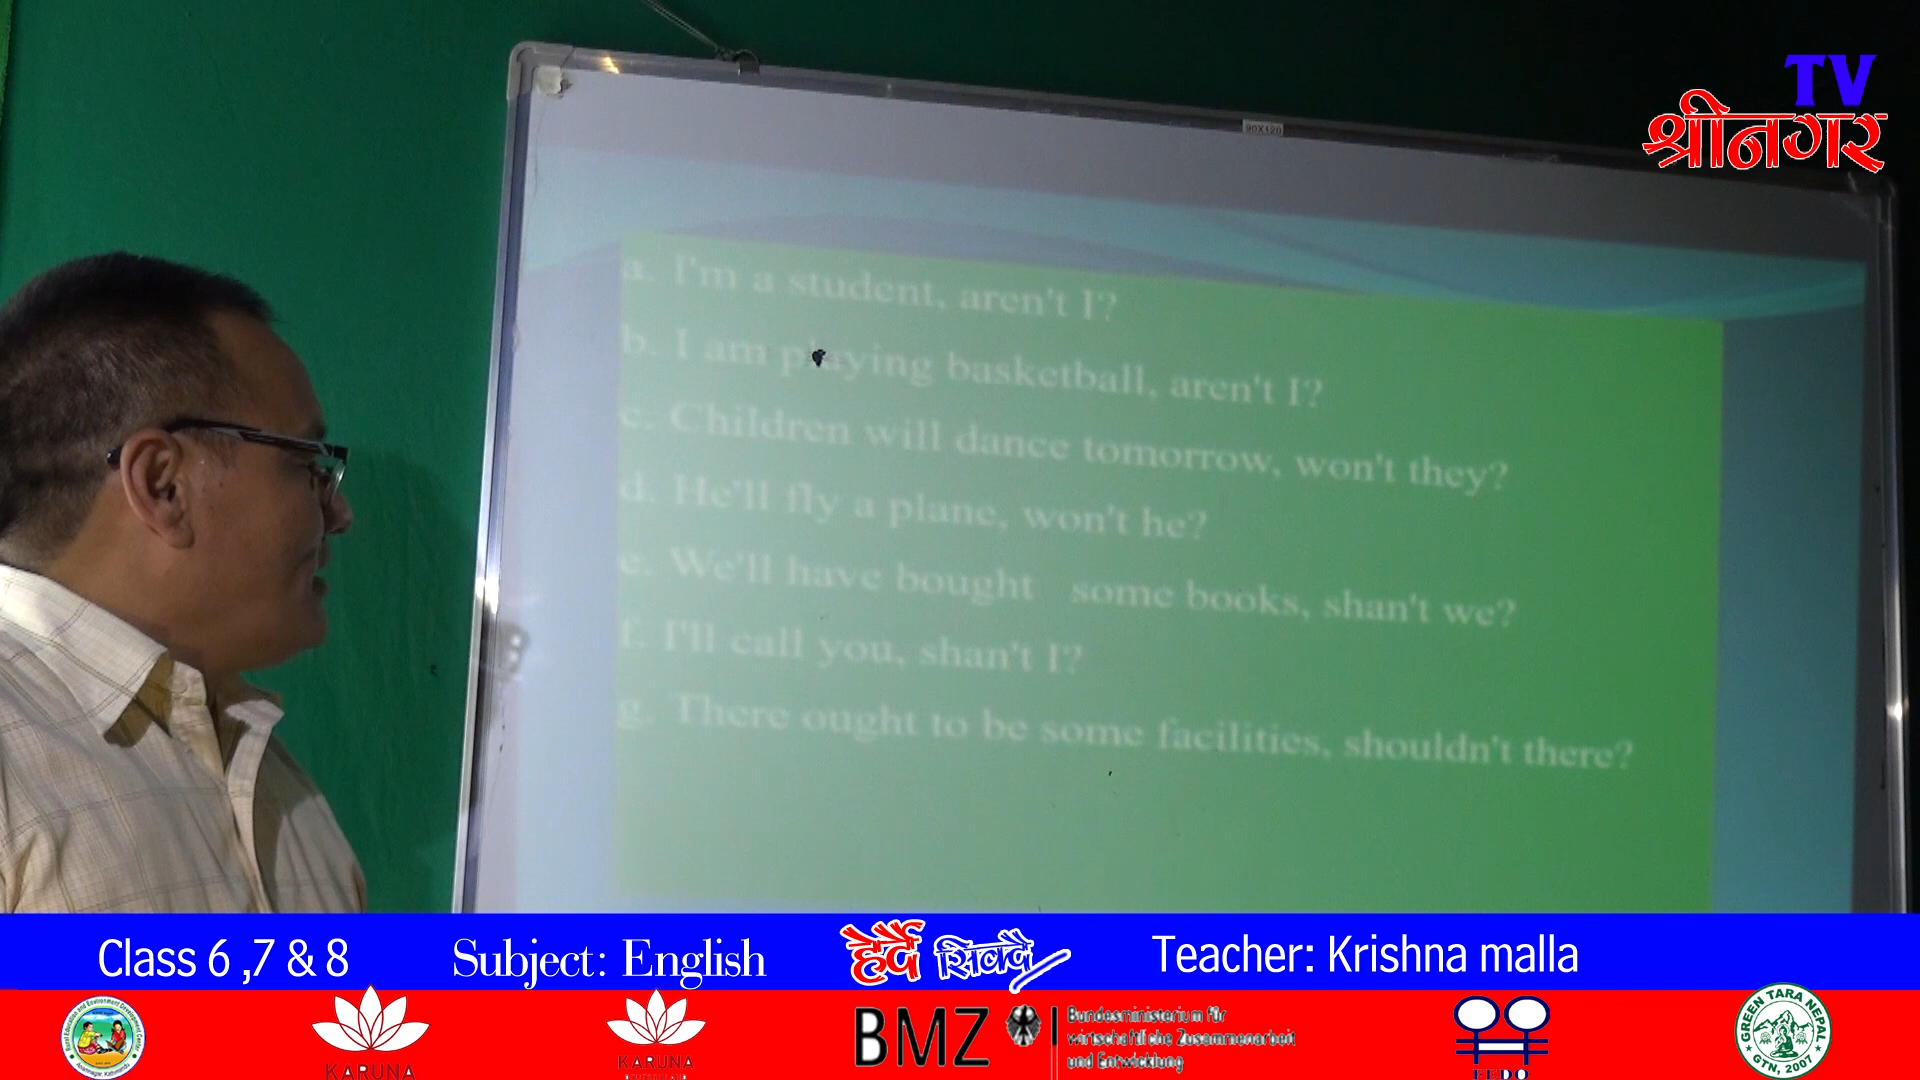 TV
श्रीनगर
90X120
a. I'm a student, aren't I?
b. I am playing basketball, aren't I?
c. Children will dance tomorrow, won't they?
d. He'll fly a plane, won't he?
e. We'll have bought some books, shan't we?
f. I'll call you, shan't I?
g. There ought to be some facilities, shouldn't there?
Class 6 ,7 & 8 Subject: English हेर्दै सिक्दै Teacher: Krishna malla
KARUNA
KARUNA
BMZ
Bundesministerium für
wirtschaftliche Zusammenarbeit
und Entwicklung
FEDO
GREEN TARA NEPAL
GTN, 2007